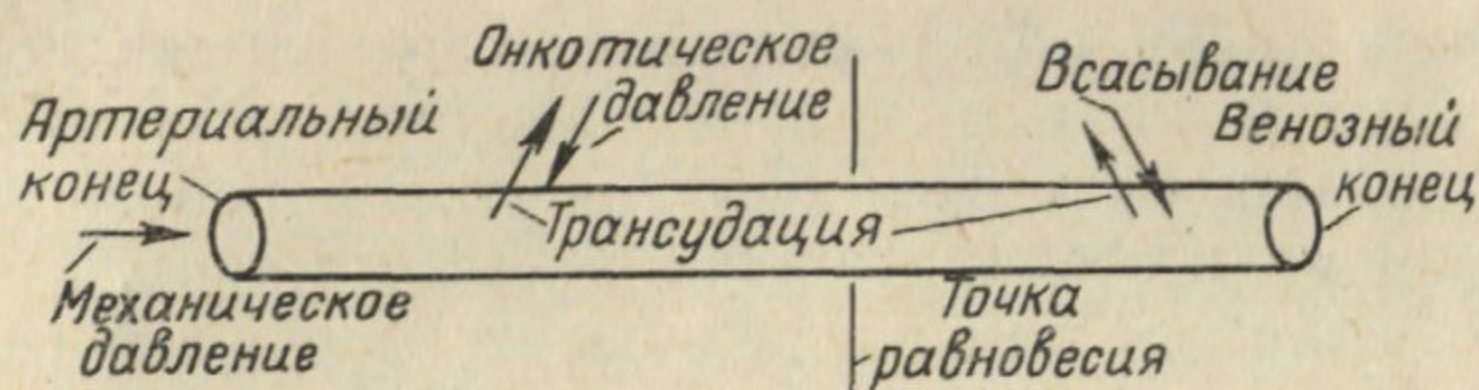 Онкотическое
давление
Всасывание
Артериальный
конец
Венозный
конец
Трансудация
Механическое
давление
Точка
равновесия